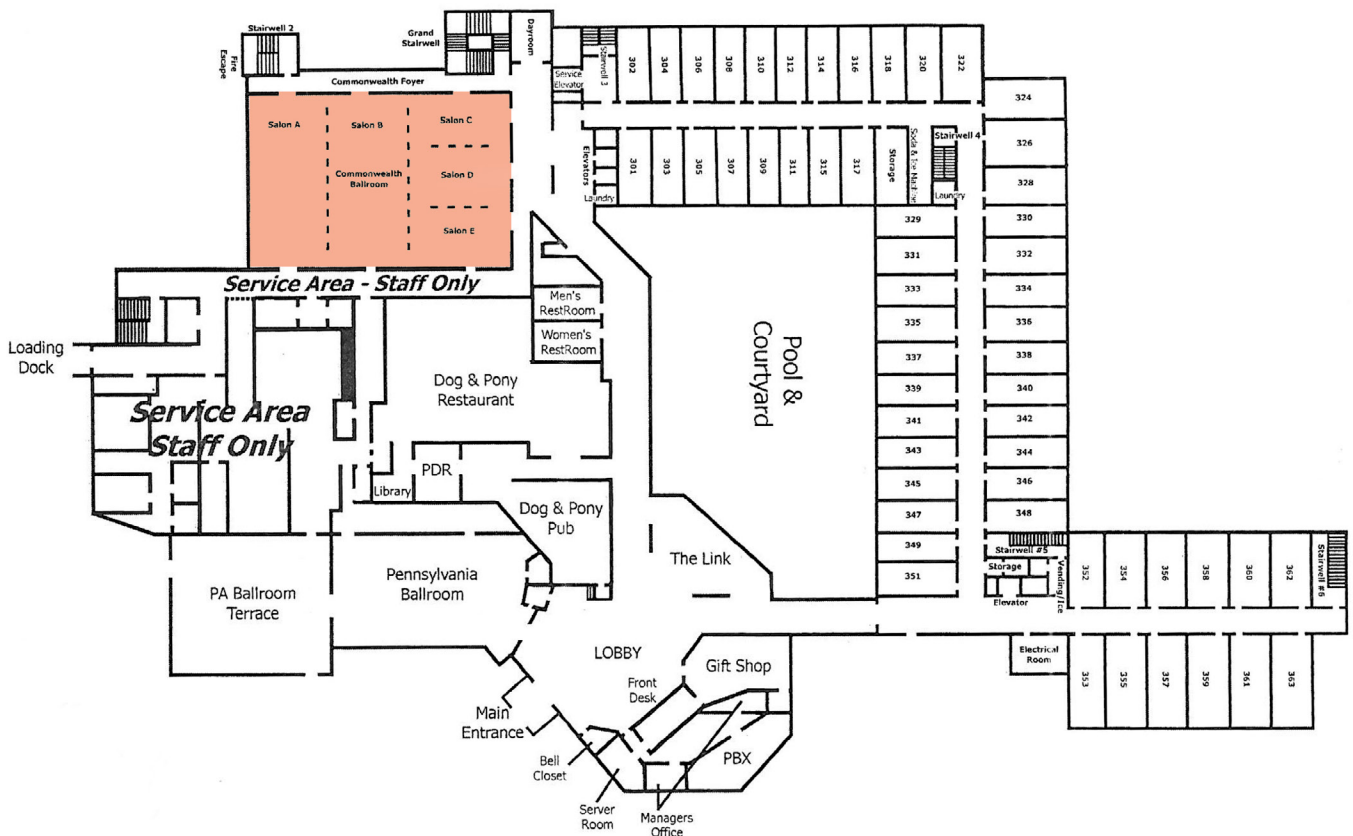 Stairwell 2
Fire
Escape
Grand
Stairwell
Dayroom
Commonwealth Foyer
Service
Elevator
Stairwell 3
302
304
306
308
310
312
314
316
318
320
322
324
326
328
330
332
334
336
338
340
342
344
346
348
Salon A
Salon B
Salon C
Commonwealth
Ballroom
Salon D
Salon E
Elevators
Laundry
301
303
305
307
309
311
315
317
Storage
Soda & Ice Machine
Stairwell 4
Laundry
329
331
333
335
337
339
341
343
345
347
349
351
Service Area - Staff Only
Men's
RestRoom
Women's
RestRoom
Loading
Dock
Service Area
Staff Only
Dog & Pony
Restaurant
Pool &
Courtyard
PDR
Library
Dog & Pony
Pub
The Link
PA Ballroom
Terrace
Pennsylvania
Ballroom
Stairwell #5
Storage
Elevator
Vending/Ice
352
354
356
358
360
362
Stairwell #6
Electrical
Room
353
355
357
359
361
363
LOBBY
Gift Shop
Front
Desk
Main
Entrance
Bell
Closet
PBX
Server
Room
Managers
Office